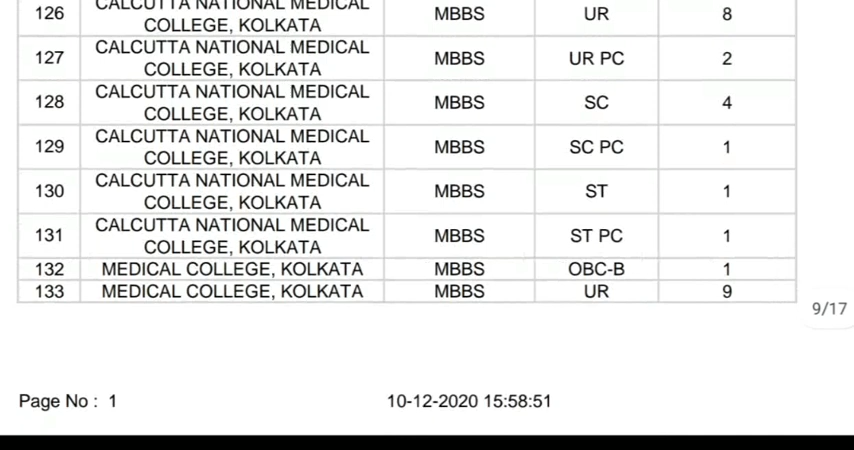 126 CALCUTTA NATIONAL MEDICAL COLLEGE, KOLKATA MBBS UR 8
127 CALCUTTA NATIONAL MEDICAL COLLEGE, KOLKATA MBBS UR PC 2
128 CALCUTTA NATIONAL MEDICAL COLLEGE, KOLKATA MBBS SC 4
129 CALCUTTA NATIONAL MEDICAL COLLEGE, KOLKATA MBBS SC PC 1
130 CALCUTTA NATIONAL MEDICAL COLLEGE, KOLKATA MBBS ST 1
131 CALCUTTA NATIONAL MEDICAL COLLEGE, KOLKATA MBBS ST PC 1
132 MEDICAL COLLEGE, KOLKATA MBBS OBC-B 1
133 MEDICAL COLLEGE, KOLKATA MBBS UR 9
9/17
Page No : 1 10-12-2020 15:58:51